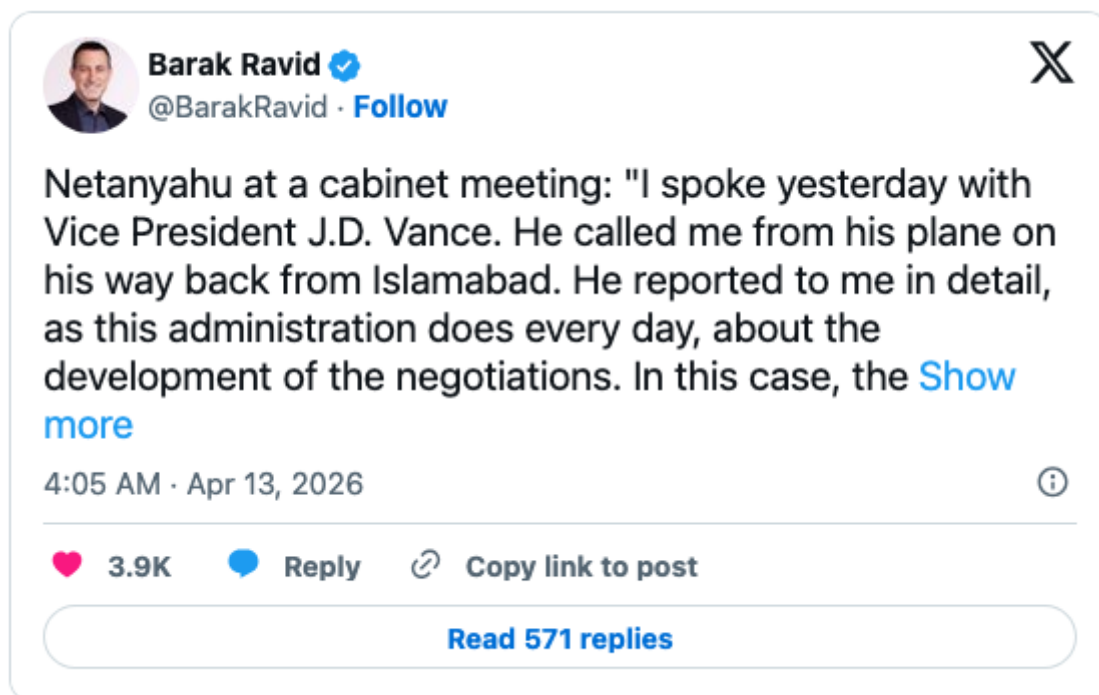 Barak Ravid
@BarakRavid · Follow
Netanyahu at a cabinet meeting: "I spoke yesterday with
Vice President J.D. Vance. He called me from his plane on
his way back from Islamabad. He reported to me in detail,
as this administration does every day, about the
development of the negotiations. In this case, the Show
more
4:05 AM · Apr 13, 2026
3.9K Reply Copy link to post
Read 571 replies